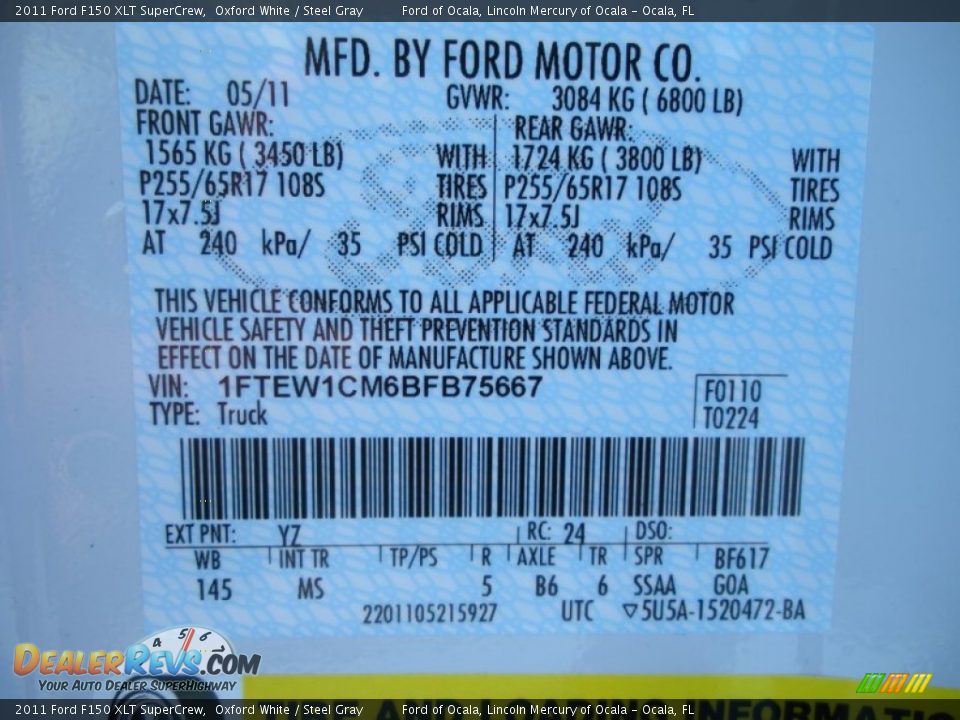 2011 Ford F150 XLT SuperCrew, Oxford White / Steel Gray Ford of Ocala, Lincoln Mercury of Ocala - Ocala, FL
MFD. BY FORD MOTOR CO.
DATE: 05/11 GVWR: 3084 KG ( 6800 LB)
FRONT GAWR: REAR GAWR:
1565 KG ( 3450 LB) WITH 1724 KG ( 3800 LB) WITH
P255/65R17 108S TIRES P255/65R17 108S TIRES
17x7.5J RIMS 17x7.5J RIMS
AT 240 kPa/ 35 PSI COLD AT 240 kPa/ 35 PSI COLD
THIS VEHICLE CONFORMS TO ALL APPLICABLE FEDERAL MOTOR
VEHICLE SAFETY AND THEFT PREVENTION STANDARDS IN
EFFECT ON THE DATE OF MANUFACTURE SHOWN ABOVE.
VIN: 1FTEW1CM6BFB75667 F0110
TYPE: Truck T0224
EXT PNT: YZ RC: 24 DSO:
WB INT TR TP/PS R AXLE TR SPR BF617
145 MS 5 B6 6 SSAA GOA
2201105215927 UTC ▽5U5A-1520472-BA
4 5 6
DEALERREVS.COM
YOUR AUTO DEALER SUPERHIGHWAY
INFORMATION
2011 Ford F150 XLT SuperCrew, Oxford White / Steel Gray Ford of Ocala, Lincoln Mercury of Ocala - Ocala, FL